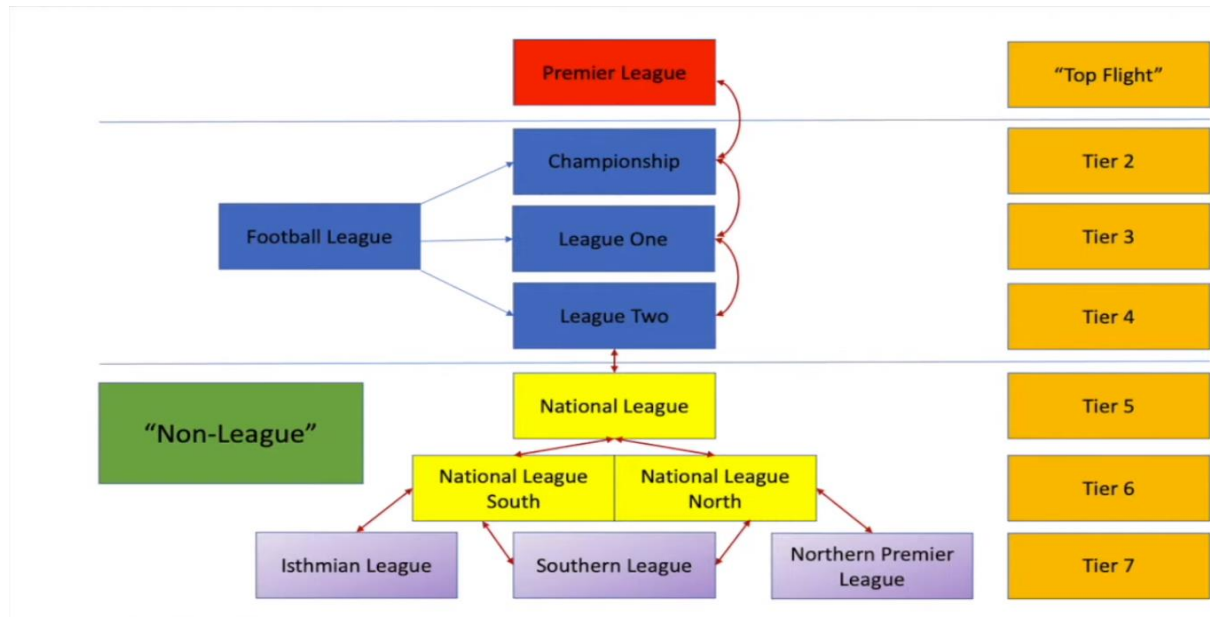 Premier League
“Top Flight”
Championship
Tier 2
Football League
League One
Tier 3
League Two
Tier 4
“Non-League”
National League
Tier 5
National League
South
National League
North
Tier 6
Isthmian League
Southern League
Northern Premier
League
Tier 7